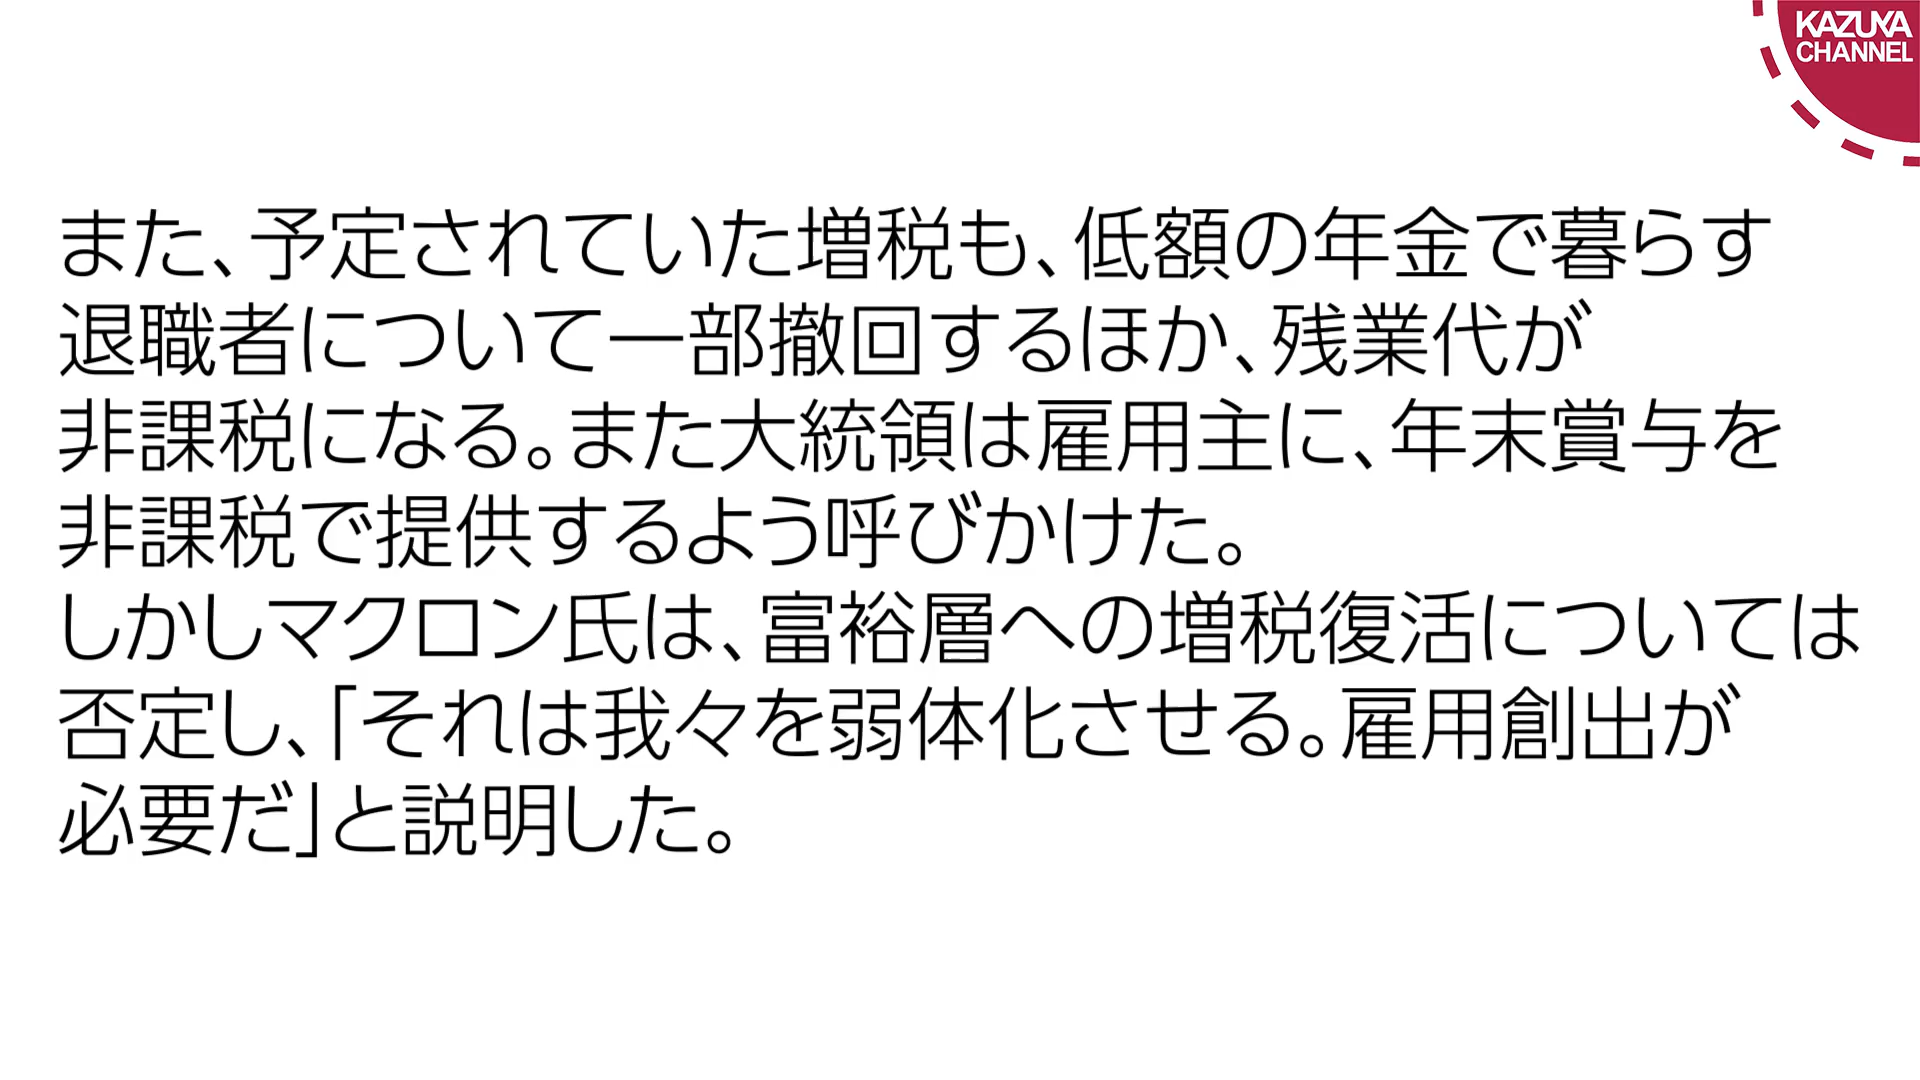 KAZUYA
CHANNEL
また、予定されていた増税も、低額の年金で暮らす
退職者について一部撤回するほか、残業代が
非課税になる。また大統領は雇用主に、年末賞与を
非課税で提供するよう呼びかけた。
しかしマクロン氏は、富裕層への増税復活については
否定し、「それは我々を弱体化させる。雇用創出が
必要だ」と説明した。